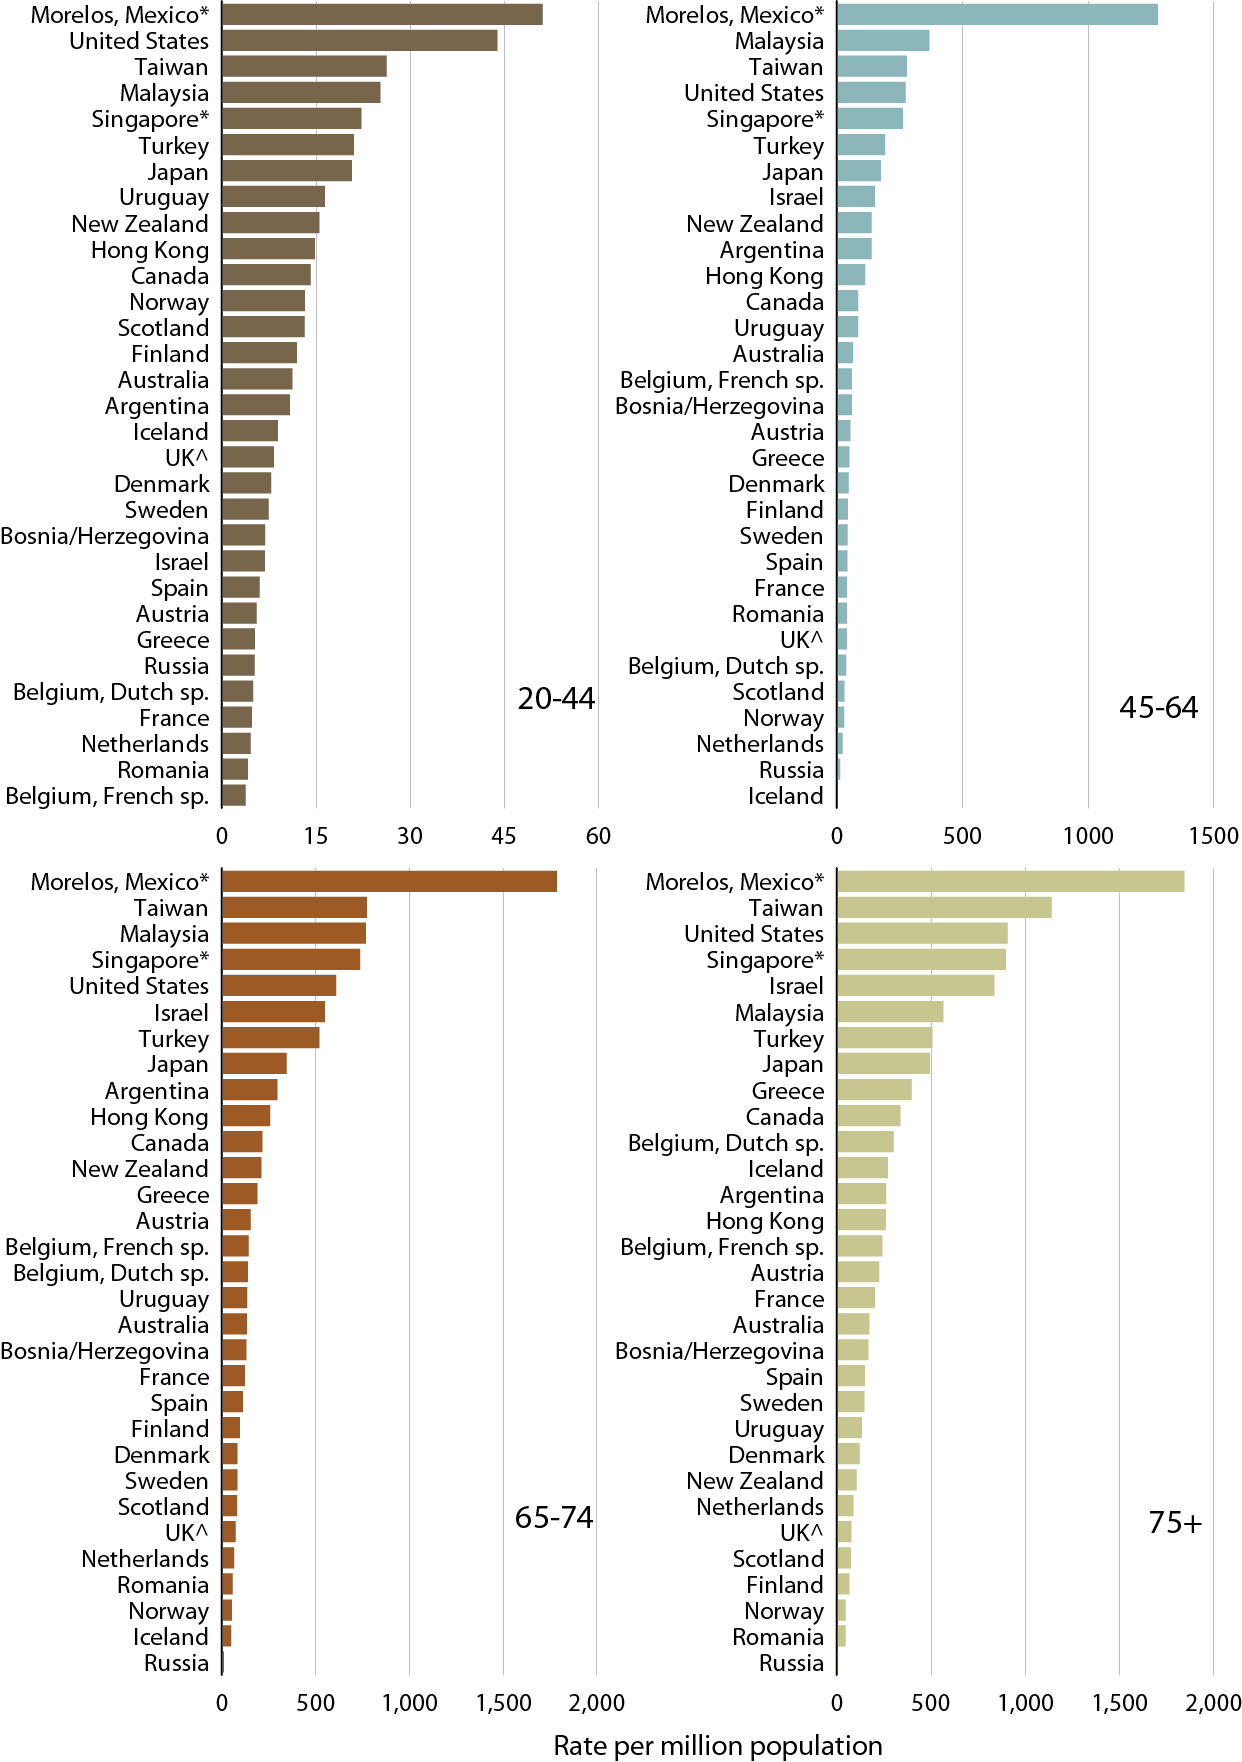 Morelos, Mexico*
United States
Taiwan
Malaysia
Singapore*
Turkey
Japan
Uruguay
New Zealand
Hong Kong
Canada
Norway
Scotland
Finland
Australia
Argentina
Iceland
UK^
Denmark
Sweden
Bosnia/Herzegovina
Israel
Spain
Austria
Greece
Russia
Belgium, Dutch sp.
France
Netherlands
Romania
Belgium, French sp.
20-44
0 15 30 45 60
Morelos, Mexico*
Malaysia
Taiwan
United States
Singapore*
Turkey
Japan
Israel
New Zealand
Argentina
Hong Kong
Canada
Uruguay
Australia
Belgium, French sp.
Bosnia/Herzegovina
Austria
Greece
Denmark
Finland
Sweden
Spain
France
Romania
UK^
Belgium, Dutch sp.
Scotland
Norway
Netherlands
Russia
Iceland
45-64
0 500 1000 1500
Morelos, Mexico*
Taiwan
Malaysia
Singapore*
United States
Israel
Turkey
Japan
Argentina
Hong Kong
Canada
New Zealand
Greece
Austria
Belgium, French sp.
Belgium, Dutch sp.
Uruguay
Australia
Bosnia/Herzegovina
France
Spain
Finland
Denmark
Sweden
Scotland
UK^
Netherlands
Romania
Norway
Iceland
Russia
65-74
0 500 1,000 1,500 2,000
Morelos, Mexico*
Taiwan
United States
Singapore*
Israel
Malaysia
Turkey
Japan
Greece
Canada
Belgium, Dutch sp.
Iceland
Argentina
Hong Kong
Belgium, French sp.
Austria
France
Australia
Bosnia/Herzegovina
Spain
Sweden
Uruguay
Denmark
New Zealand
Netherlands
UK^
Scotland
Finland
Norway
Romania
Russia
75+
0 500 1,000 1,500 2,000
Rate per million population